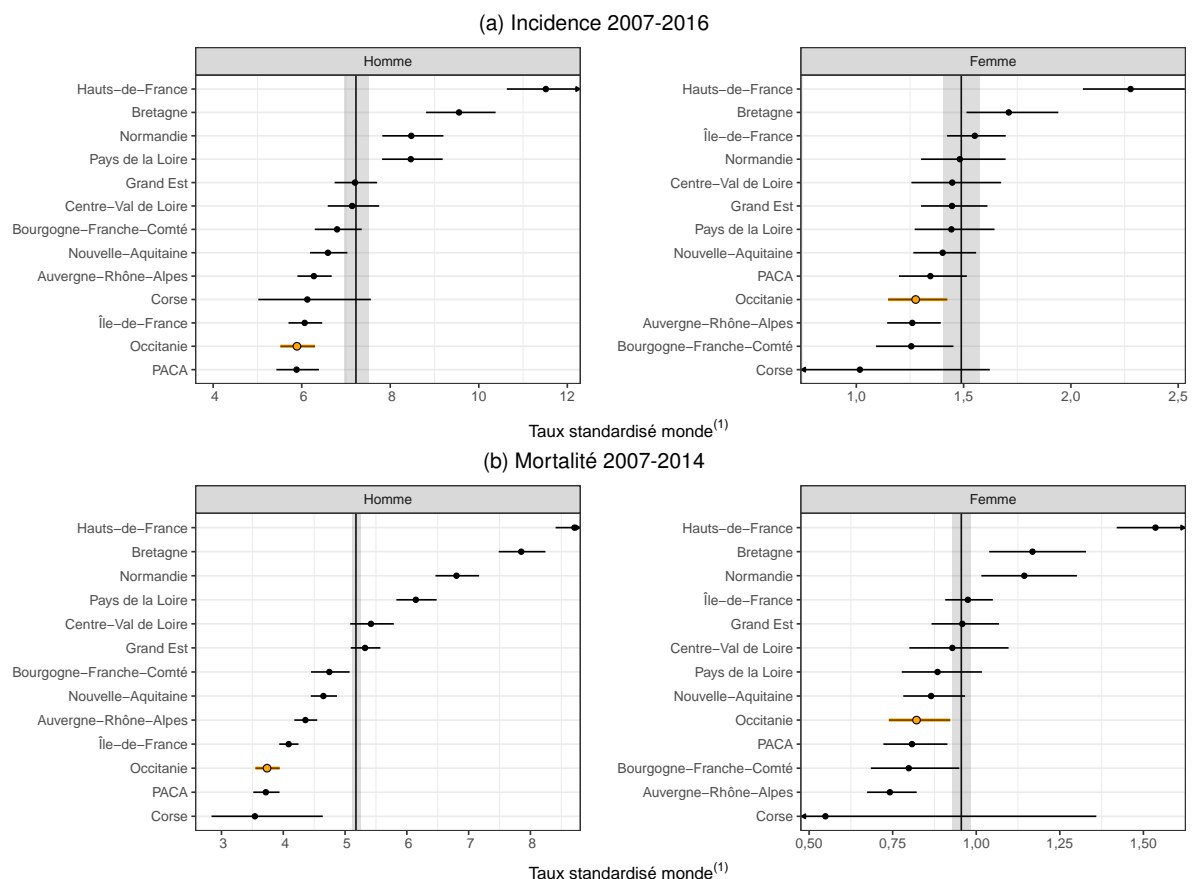 (a) Incidence 2007-2016
Homme
Hauts−de−France
Bretagne
Normandie
Pays de la Loire
Grand Est
Centre−Val de Loire
Bourgogne−Franche−Comté
Nouvelle−Aquitaine
Auvergne−Rhône−Alpes
Corse
Île−de−France
Occitanie
PACA
4 6 8 10 12
Femme
Hauts−de−France
Bretagne
Île−de−France
Normandie
Centre−Val de Loire
Grand Est
Pays de la Loire
Nouvelle−Aquitaine
PACA
Occitanie
Auvergne−Rhône−Alpes
Bourgogne−Franche−Comté
Corse
1,0 1,5 2,0 2,5
Taux standardisé monde(1)
(b) Mortalité 2007-2014
Homme
Hauts−de−France
Bretagne
Normandie
Pays de la Loire
Centre−Val de Loire
Grand Est
Bourgogne−Franche−Comté
Nouvelle−Aquitaine
Auvergne−Rhône−Alpes
Île−de−France
Occitanie
PACA
Corse
3 4 5 6 7 8
Femme
Hauts−de−France
Bretagne
Normandie
Île−de−France
Grand Est
Centre−Val de Loire
Pays de la Loire
Nouvelle−Aquitaine
Occitanie
PACA
Bourgogne−Franche−Comté
Auvergne−Rhône−Alpes
Corse
0,50 0,75 1,00 1,25 1,50
Taux standardisé monde(1)